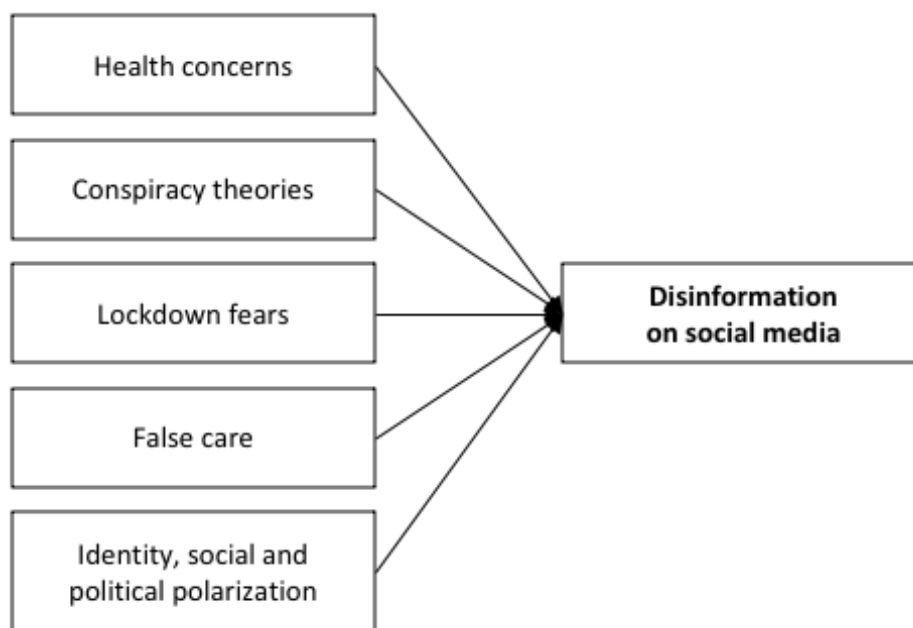 Health concerns
Conspiracy theories
Lockdown fears
False care
Identity, social and
political polarization
Disinformation
on social media